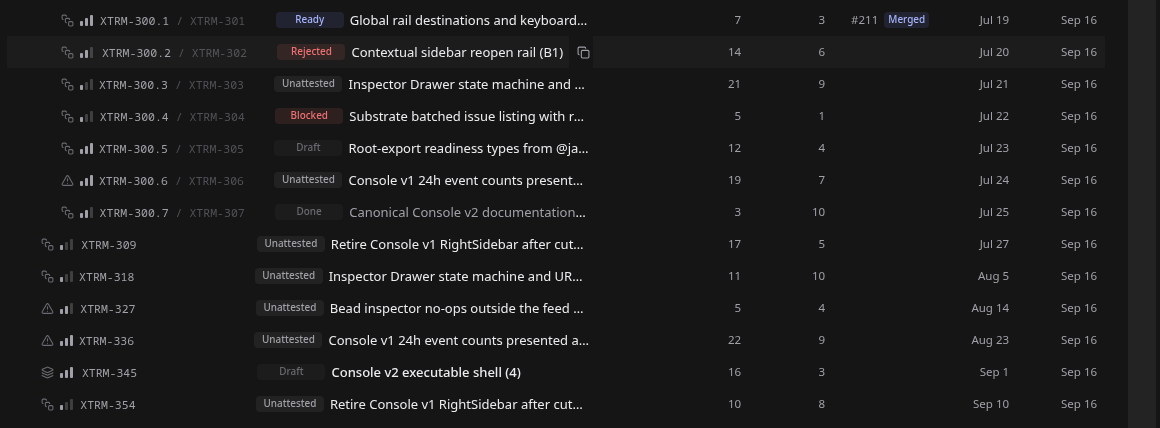 XTRM-300.1 / XTRM-301 Ready Global rail destinations and keyboard... 7 3 #211 Merged Jul 19 Sep 16
XTRM-300.2 / XTRM-302 Rejected Contextual sidebar reopen rail (B1) 14 6 Jul 20 Sep 16
XTRM-300.3 / XTRM-303 Unattested Inspector Drawer state machine and ... 21 9 Jul 21 Sep 16
XTRM-300.4 / XTRM-304 Blocked Substrate batched issue listing with r... 5 1 Jul 22 Sep 16
XTRM-300.5 / XTRM-305 Draft Root-export readiness types from @ja... 12 4 Jul 23 Sep 16
XTRM-300.6 / XTRM-306 Unattested Console v1 24h event counts present... 19 7 Jul 24 Sep 16
XTRM-300.7 / XTRM-307 Done Canonical Console v2 documentation... 3 10 Jul 25 Sep 16
XTRM-309 Unattested Retire Console v1 RightSidebar after cut... 17 5 Jul 27 Sep 16
XTRM-318 Unattested Inspector Drawer state machine and UR... 11 10 Aug 5 Sep 16
XTRM-327 Unattested Bead inspector no-ops outside the feed ... 5 4 Aug 14 Sep 16
XTRM-336 Unattested Console v1 24h event counts presented a... 22 9 Aug 23 Sep 16
XTRM-345 Draft Console v2 executable shell (4) 16 3 Sep 1 Sep 16
XTRM-354 Unattested Retire Console v1 RightSidebar after cut... 10 8 Sep 10 Sep 16